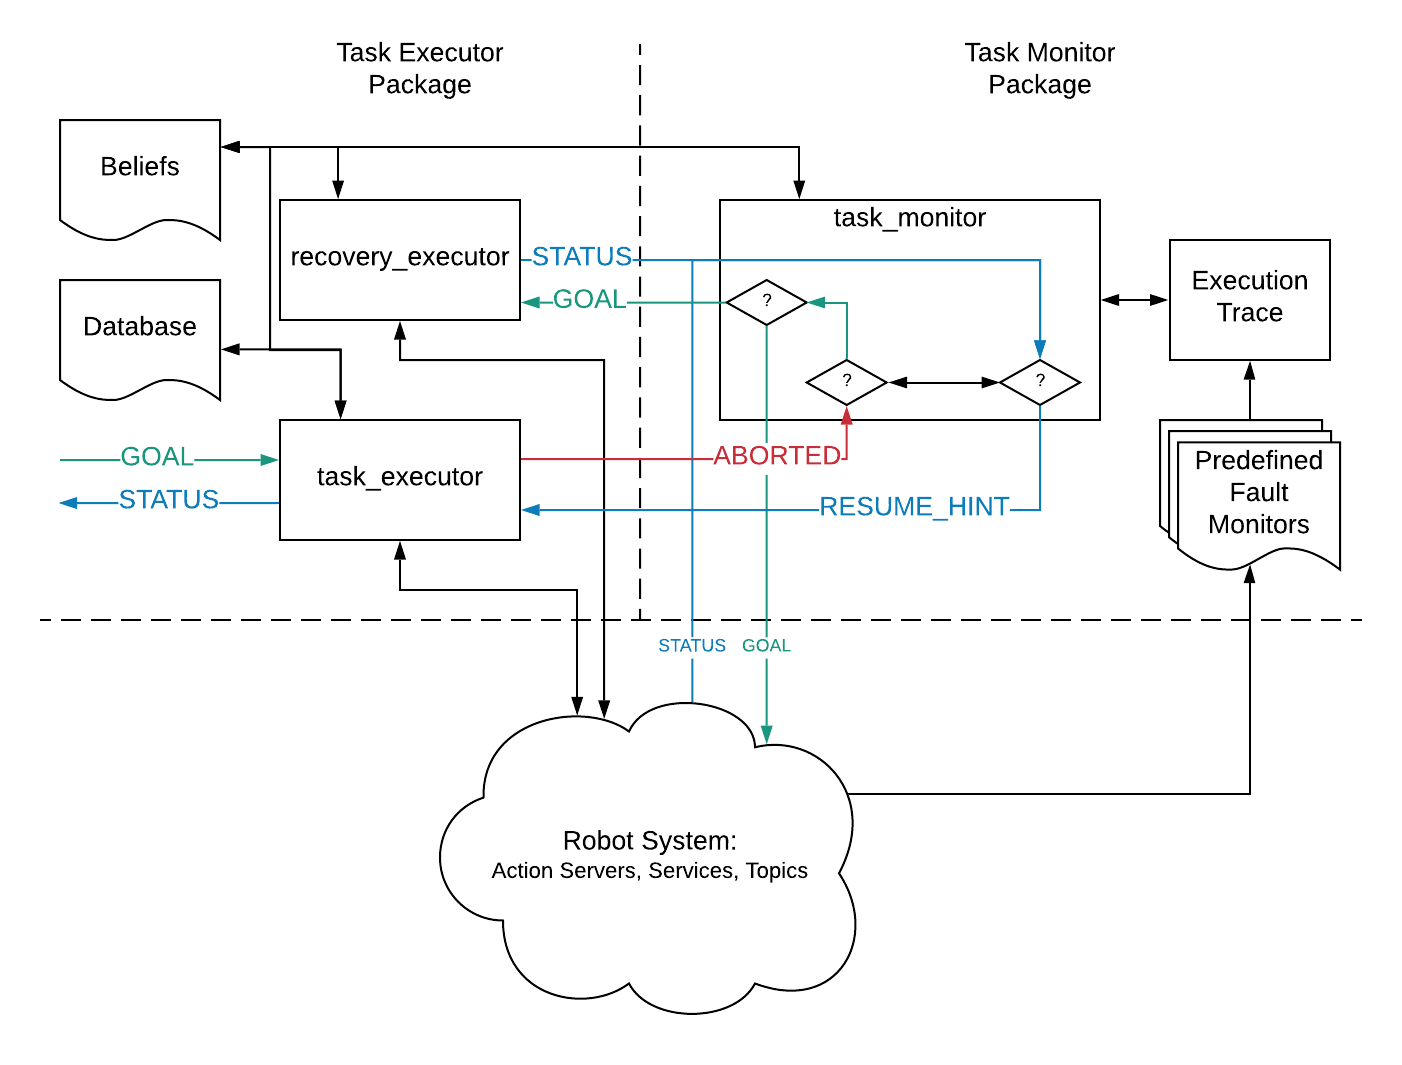 Task Executor
Package
Task Monitor
Package
Beliefs
task_monitor
recovery_executor
STATUS
GOAL
?
Execution
Trace
Database
?
?
GOAL
STATUS
task_executor
ABORTED
RESUME_HINT
Predefined
Fault
Monitors
STATUS
GOAL
Robot System:
Action Servers, Services, Topics